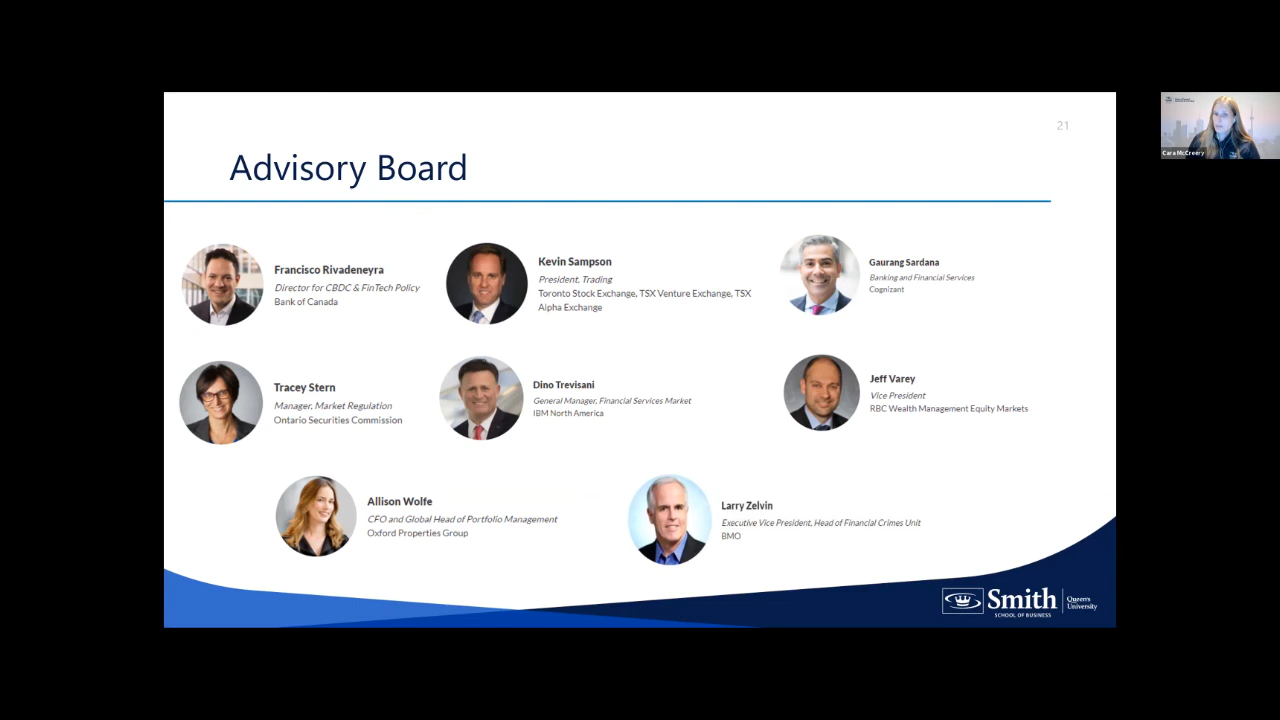 21
Advisory Board
Cara McCreery
Francisco Rivadeneyra
Director for CBDC & FinTech Policy
Bank of Canada
Kevin Sampson
President, Trading
Toronto Stock Exchange, TSX Venture Exchange, TSX
Alpha Exchange
Gaurang Sardana
Banking and Financial Services
Cognizant
Tracey Stern
Manager, Market Regulation
Ontario Securities Commission
Dino Trevisani
General Manager, Financial Services Market
IBM North America
Jeff Varey
Vice President
RBC Wealth Management Equity Markets
Allison Wolfe
CFO and Global Head of Portfolio Management
Oxford Properties Group
Larry Zelvin
Executive Vice President, Head of Financial Crimes Unit
BMO
Smith
SCHOOL OF BUSINESS
Queen's
University